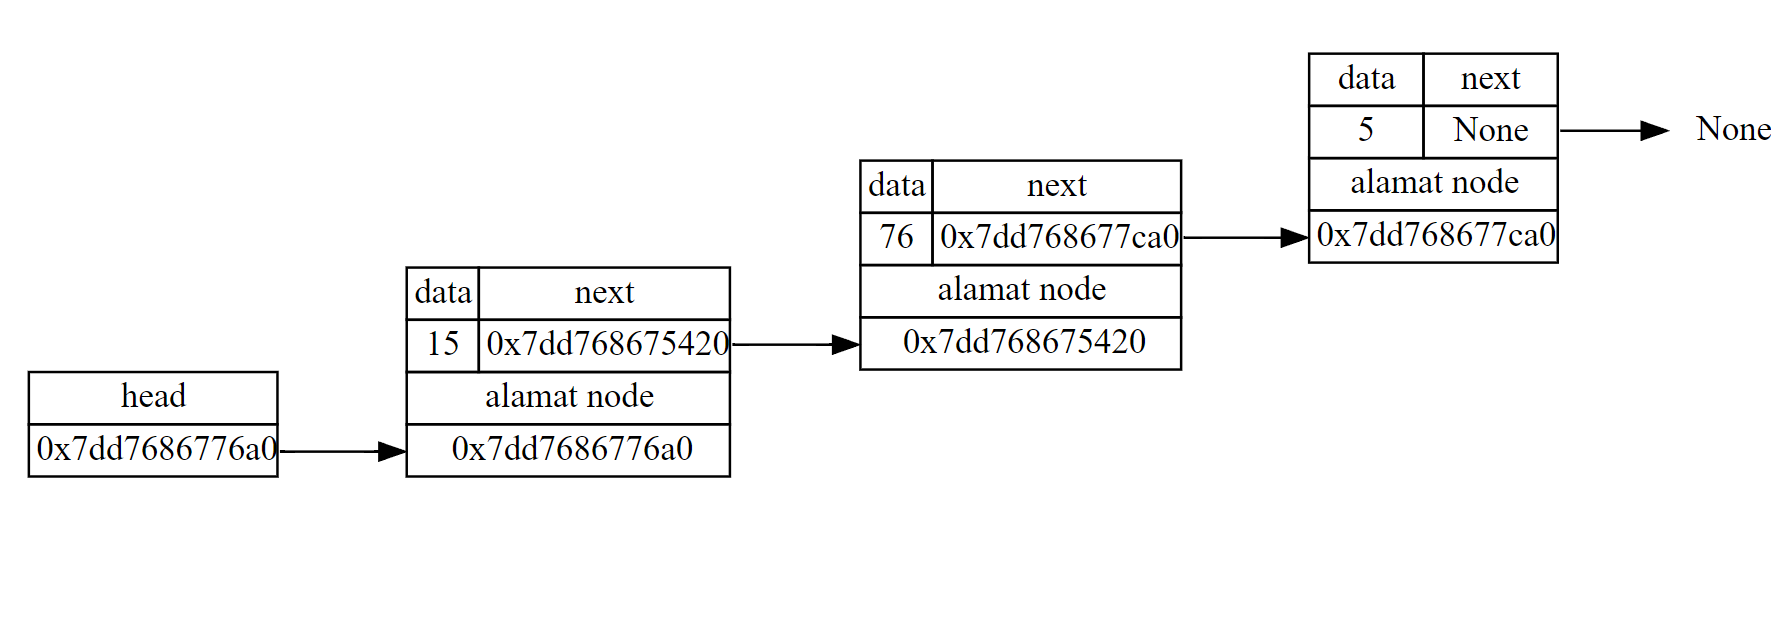 head
0x7dd7686776a0
data next
15 0x7dd768675420
alamat node
0x7dd7686776a0
data next
76 0x7dd768677ca0
alamat node
0x7dd768675420
data next
5 None
alamat node
0x7dd768677ca0
None